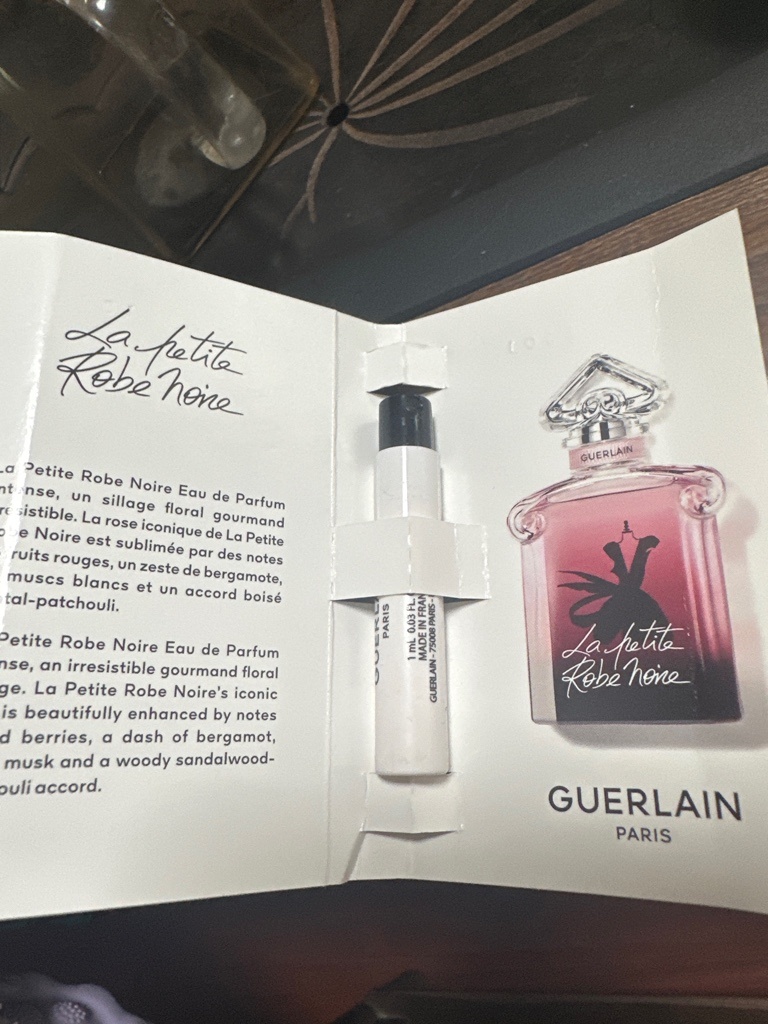 La petite
Robe Noire
La Petite Robe Noire Eau de Parfum
un sillage floral gourmand
La rose iconique de La Petite
Noire est sublimée par des notes
fruits rouges, un zeste de bergamote,
muscs blancs et un accord boisé
tal-patchouli.
Petite Robe Noire Eau de Parfum
nse, an irresistible gourmand floral
ge. La Petite Robe Noire's iconic
is beautifully enhanced by notes
d berries, a dash of bergamot,
musk and a woody sandalwood-
ouli accord.
PARIS
1 mL 0.03 FL.
MADE IN FRAN
GUERLAIN - 75008 PARIS -
GUERLAIN
La petite
Robe Noire
GUERLAIN
PARIS